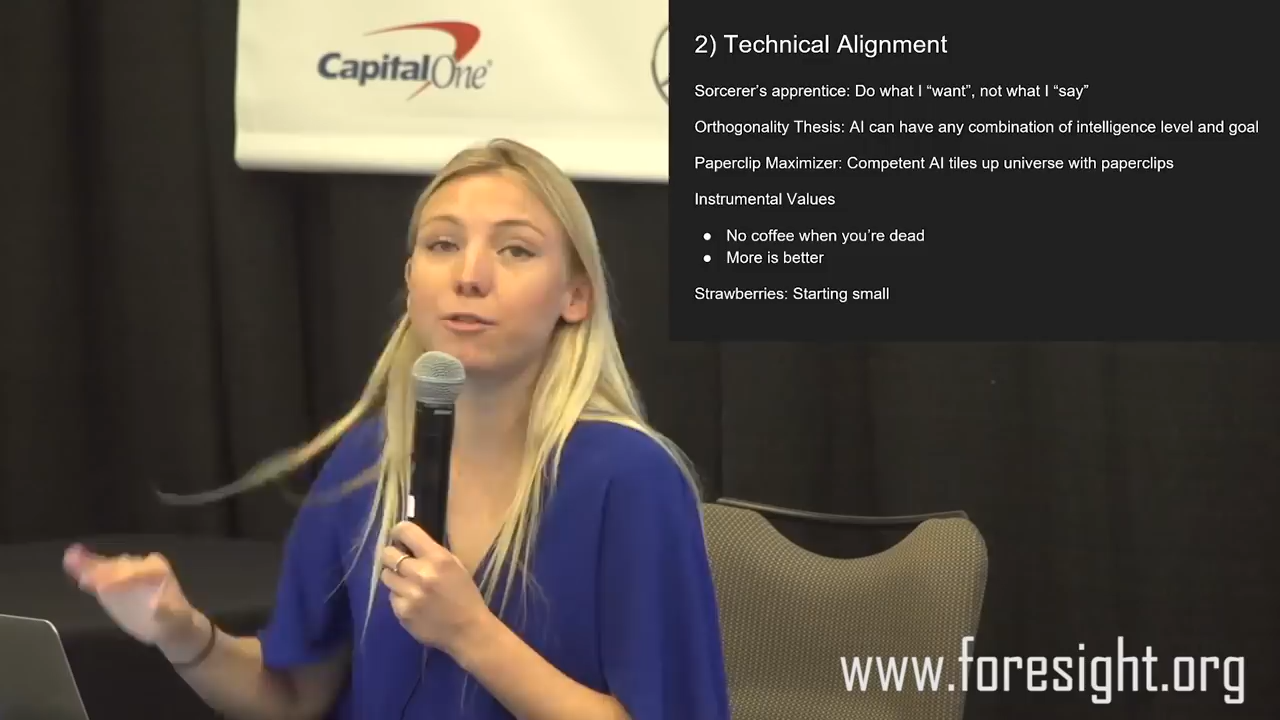 CapitalOne®
2) Technical Alignment
Sorcerer’s apprentice: Do what I “want”, not what I “say”
Orthogonality Thesis: AI can have any combination of intelligence level and goal
Paperclip Maximizer: Competent AI tiles up universe with paperclips
Instrumental Values
● No coffee when you’re dead
● More is better
Strawberries: Starting small
www.foresight.org